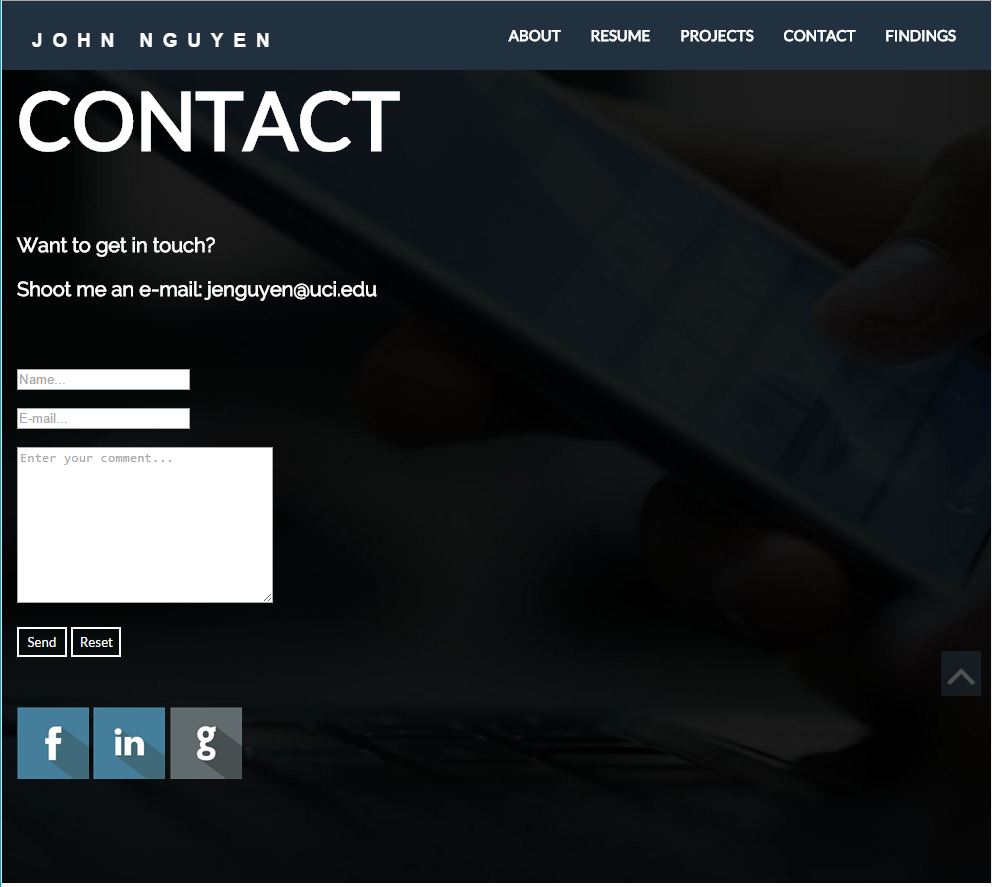 JOHN NGUYEN
ABOUT RESUME PROJECTS CONTACT FINDINGS
CONTACT
Want to get in touch?
Shoot me an e-mail: jenguyen@uci.edu
Name...
E-mail...
Enter your comment...
Send Reset
f in g